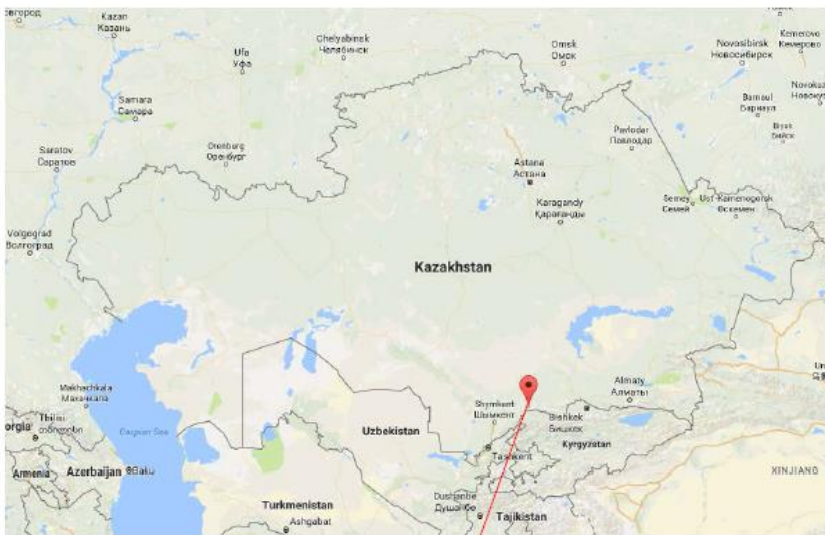 Kazan
Казань
Chelyabinsk
Челябинск
Omsk
Омск
Novosibirsk
Новосибирск
Kemerovo
Кемерово
Ufa
Уфа
Samara
Самара
Barnaul
Барнаул
Saratov
Саратов
Orenburg
Оренбург
Pavlodar
Павлодар
Astana
Астана
Semey
Семей
Ust-Kamenogorsk
Өскемен
Karagandy
Қарағанды
Volgograd
Волгоград
Kazakhstan
Makhachkala
Махачкала
Shymkent
Шымкент
Almaty
Алматы
Bishkek
Бишкек
Tbilisi
Caspian Sea
Uzbekistan
Kyrgyzstan
Tashkent
Armenia
Azerbaijan
Baku
XINJIANG
Turkmenistan
Ashgabat
Dushanbe
Душанбе
Tajikistan